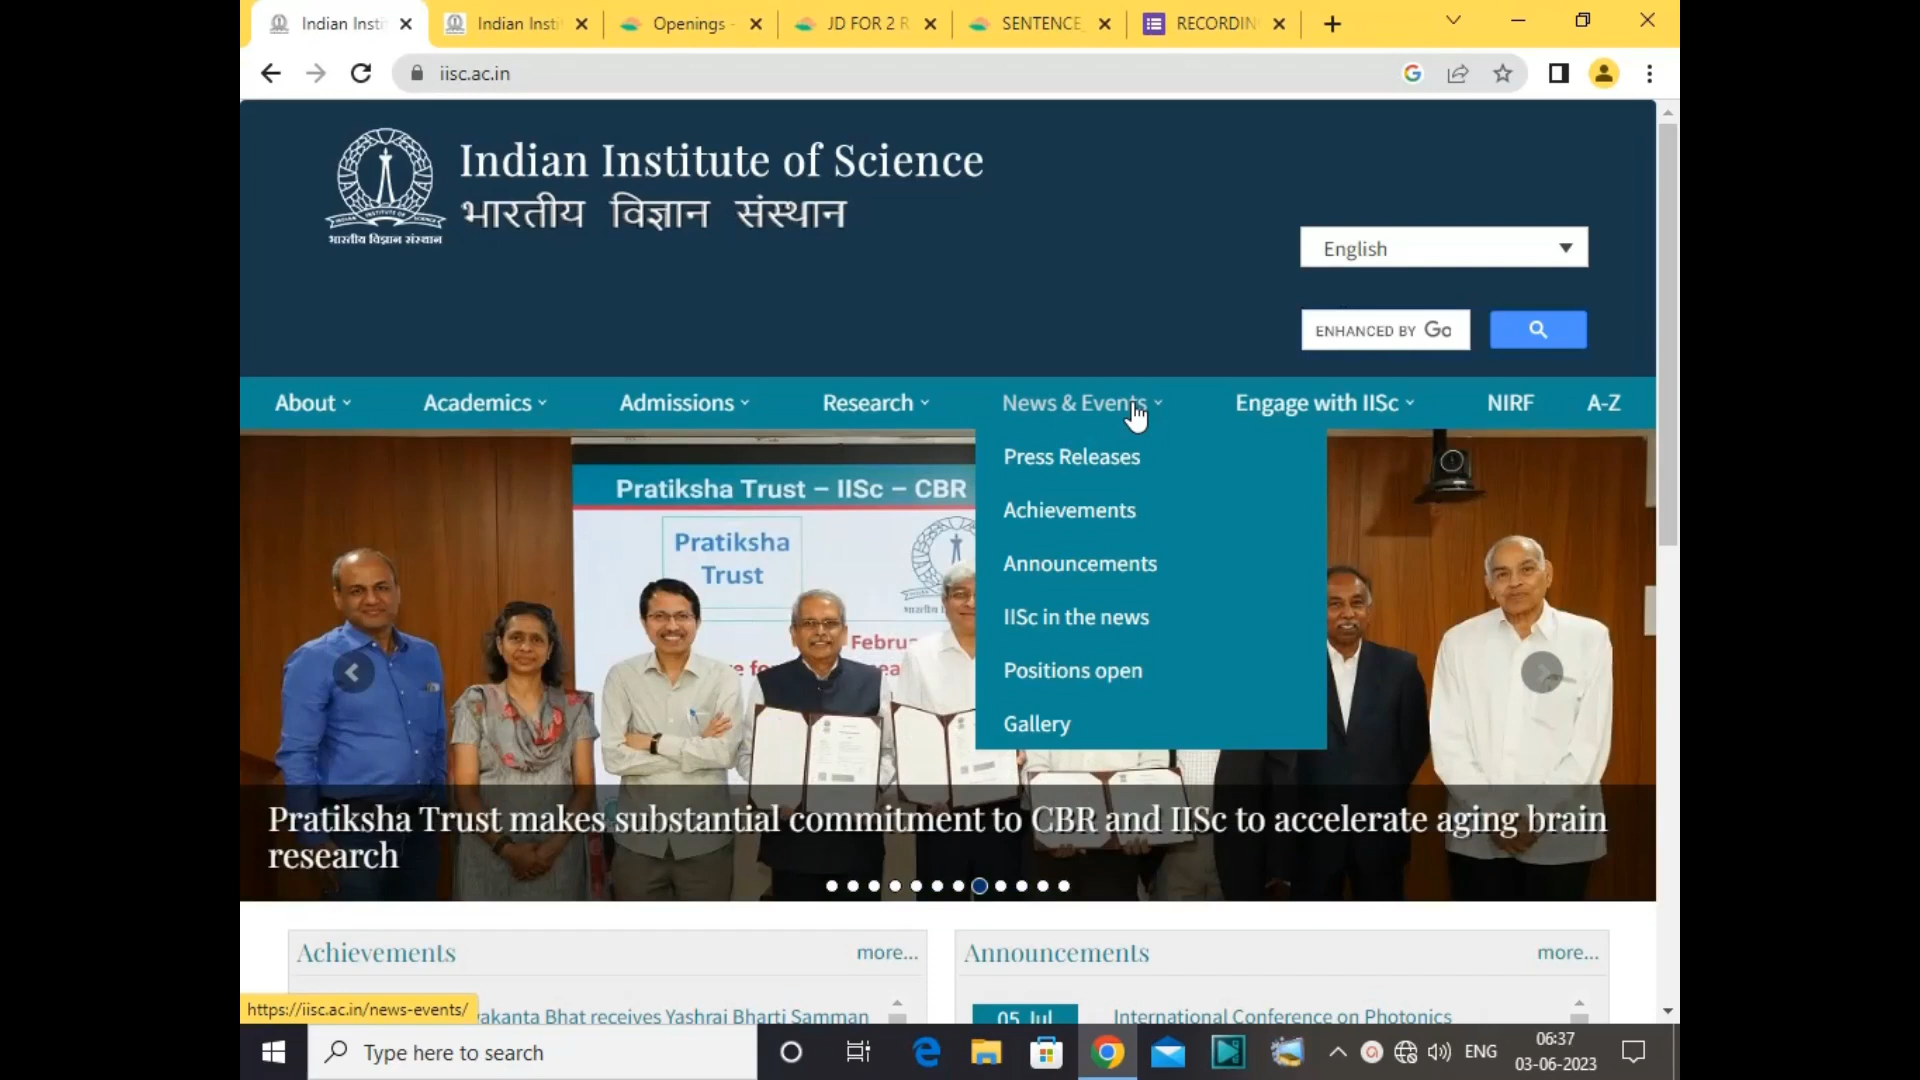 Indian Insti
Indian Insti
Openings -
JD FOR 2 R
SENTENCE
RECORDIN
iisc.ac.in
Indian Institute of Science
भारतीय विज्ञान संस्थान
भारतीय विज्ञान संस्थान
English
ENHANCED BY Go
About
Academics
Admissions
Research
News & Events
Engage with IISc
NIRF
A-Z
Press Releases
Achievements
Announcements
IISc in the news
Positions open
Gallery
Pratiksha Trust – IISc – CBR
Pratiksha
Trust
Februa
Pratiksha Trust makes substantial commitment to CBR and IISc to accelerate aging brain
research
Achievements
more...
Announcements
more...
https://iisc.ac.in/news-events/
akanta Bhat receives Yashraj Bharti Samman
05 Jul
International Conference on Photonics
Type here to search
ENG
06:37
03-06-2023